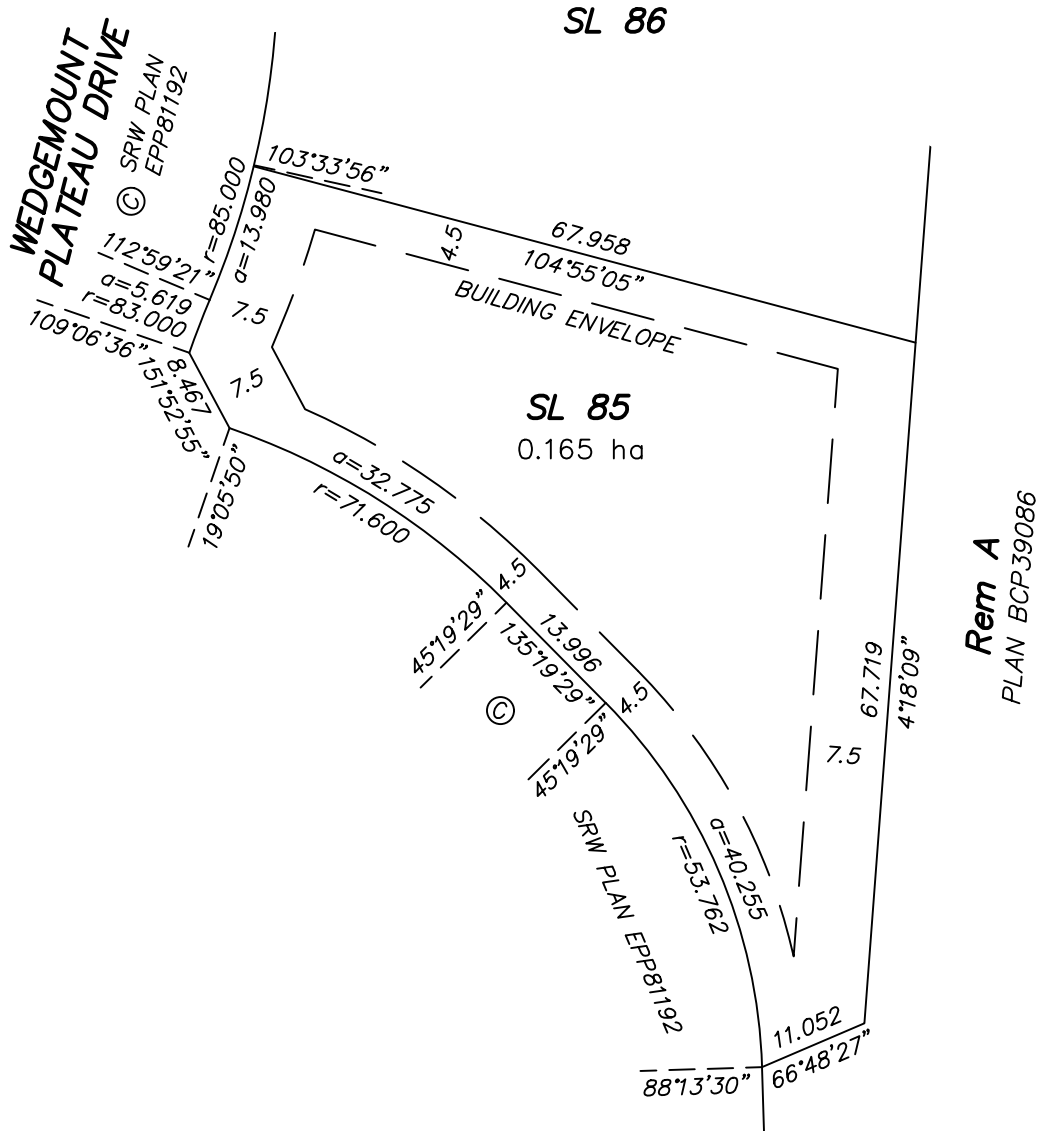 SL 86
WEDGEMOUNT
PLATEAU DRIVE
© SRW PLAN
EPP81192
103°33'56"
r=85.000
a=13.980
67.958
104°55'05"
4.5
BUILDING ENVELOPE
112°59'21"
a=5.619
r=83.000
109°06'36"
7.5
7.5
8.467
151°52'55"
19°05'50"
SL 85
0.165 ha
a=32.775
r=71.600
4.5
45°19'29"
13.996
135°19'29"
4.5
45°19'29"
©
SRW PLAN EPP81192
Rem A
PLAN BCP39086
67.719
4°18'09"
7.5
a=40.255
r=53.762
11.052
66°48'27"
88°13'30"